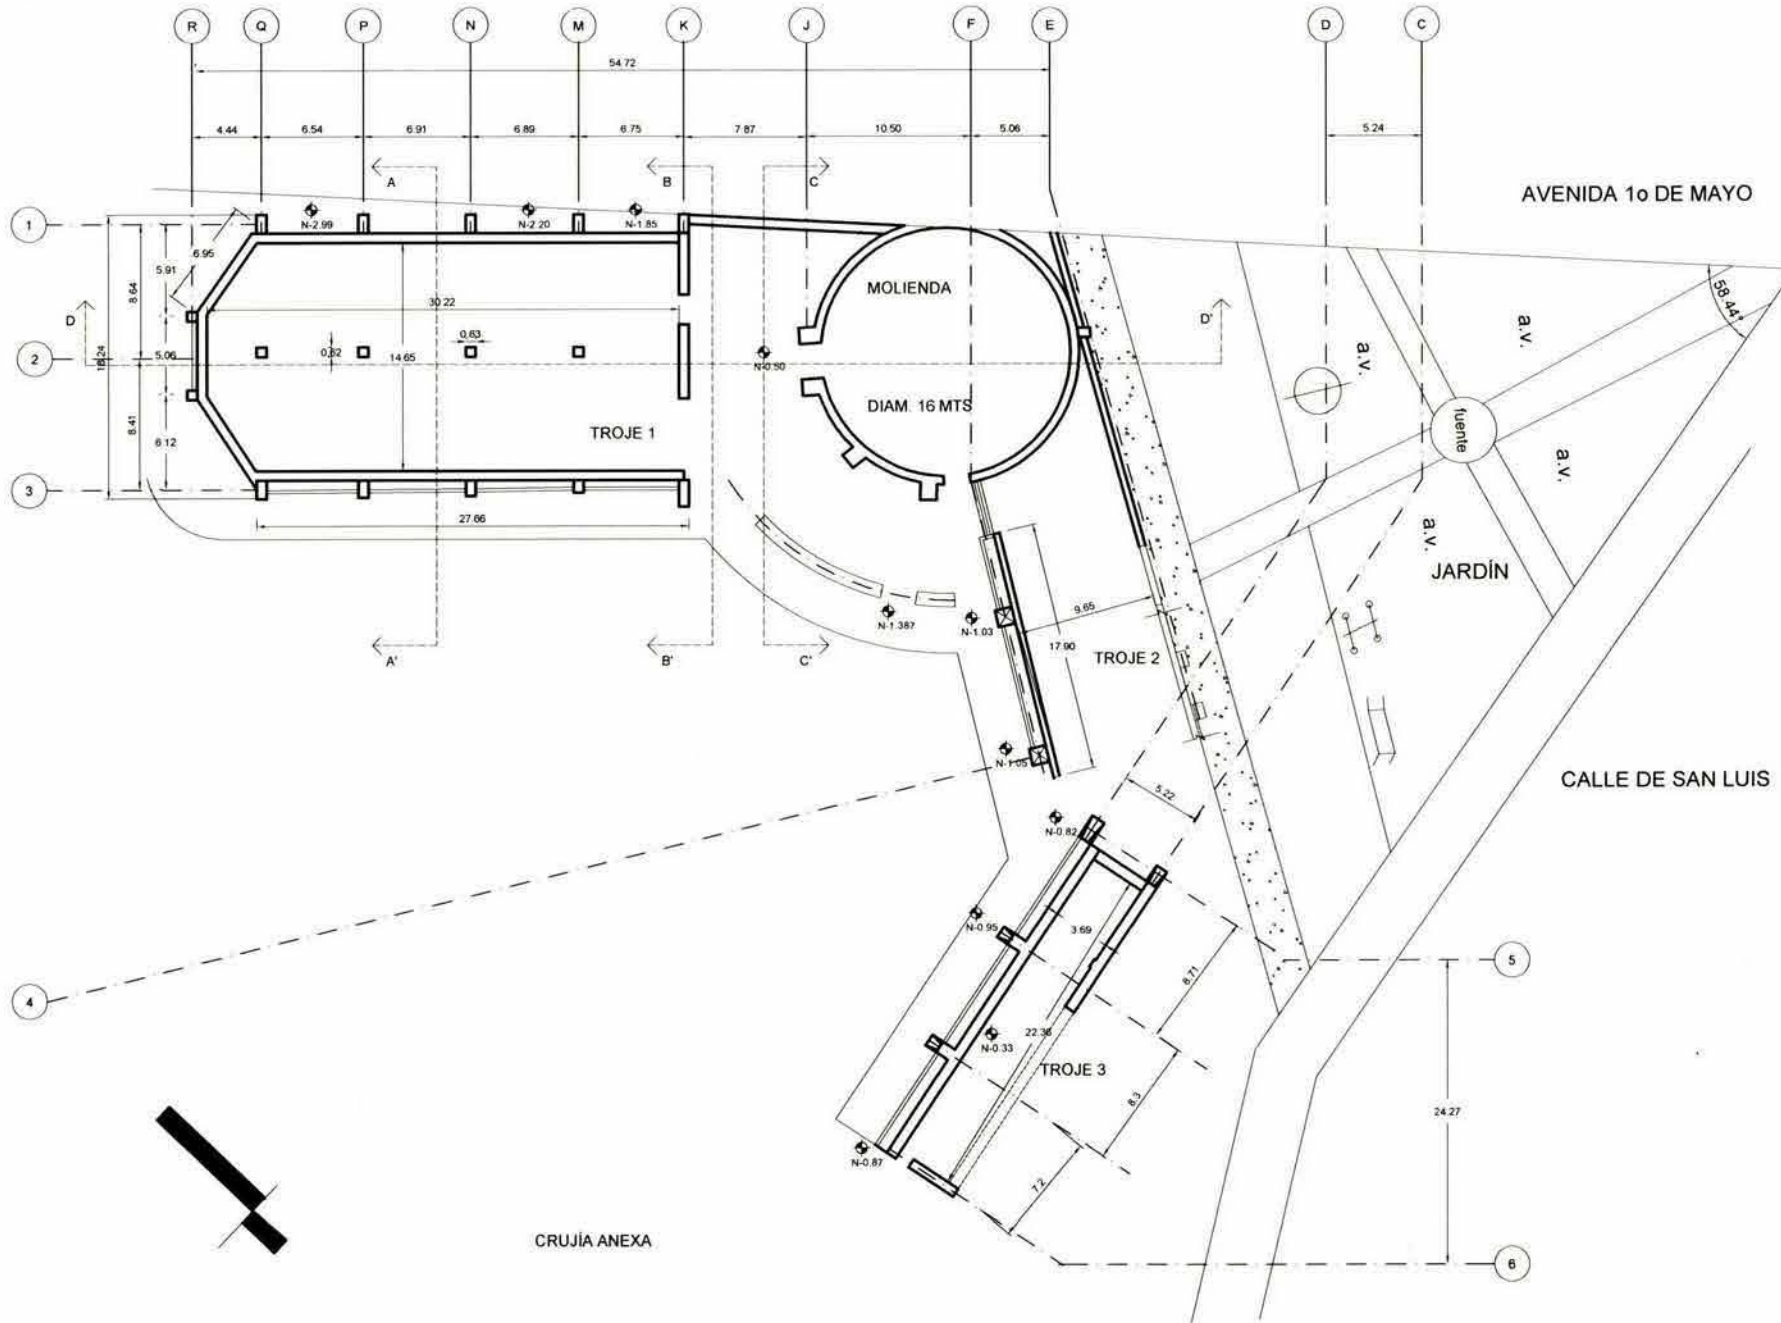 R Q P N M K J F E D C
54.72
4.44 6.54 6.91 6.89 6.75 7.87 10.50 5.06 5.24
A B C
AVENIDA 1o DE MAYO
1
N-2.99 N-2.20 N-1.85
6.95
5.91
8.64
MOLIENDA
58.44°
30.22
D D'
a.v.
a.v.
0.63
2
5.06
18.24
0.62
14.65
N-0.50
DIAM. 16 MTS
fuente
8.41
6.12
TROJE 1
a.v.
3
27.66
a.v.
JARDÍN
9.65
N-1.387 N-1.03
17.90
TROJE 2
A' B' C'
N-1.05
CALLE DE SAN LUIS
5.22
N-0.82
N-0.95
3.69
5
8.71
4
22.36
N-0.33
TROJE 3
8.3
24.27
N-0.87
7.2
CRUJÍA ANEXA
6